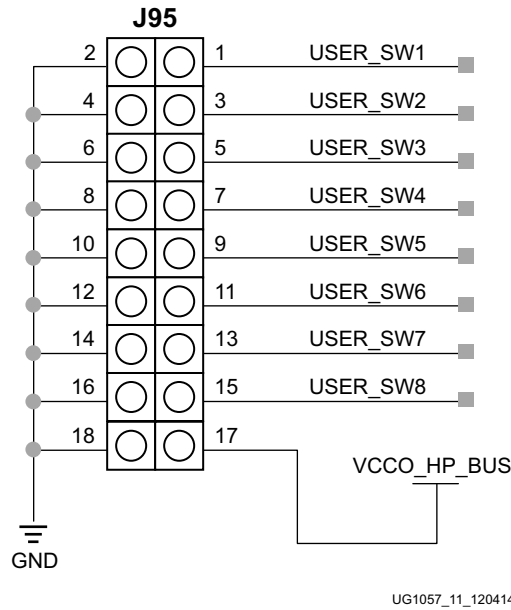 J95
2 1 USER_SW1
4 3 USER_SW2
6 5 USER_SW3
8 7 USER_SW4
10 9 USER_SW5
12 11 USER_SW6
14 13 USER_SW7
16 15 USER_SW8
18 17
VCCO_HP_BUS
GND
UG1057_11_120414